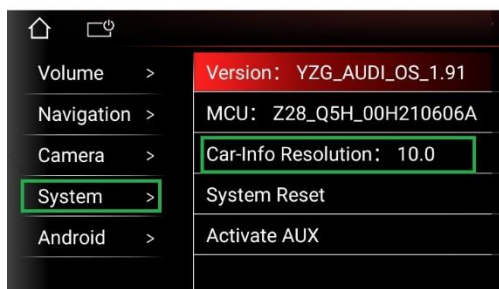 Volume >
Navigation >
Camera >
System >
Android >
Version: YZG_AUDI_OS_1.91
MCU: Z28_Q5H_00H210606A
Car-Info Resolution: 10.0
System Reset
Activate AUX